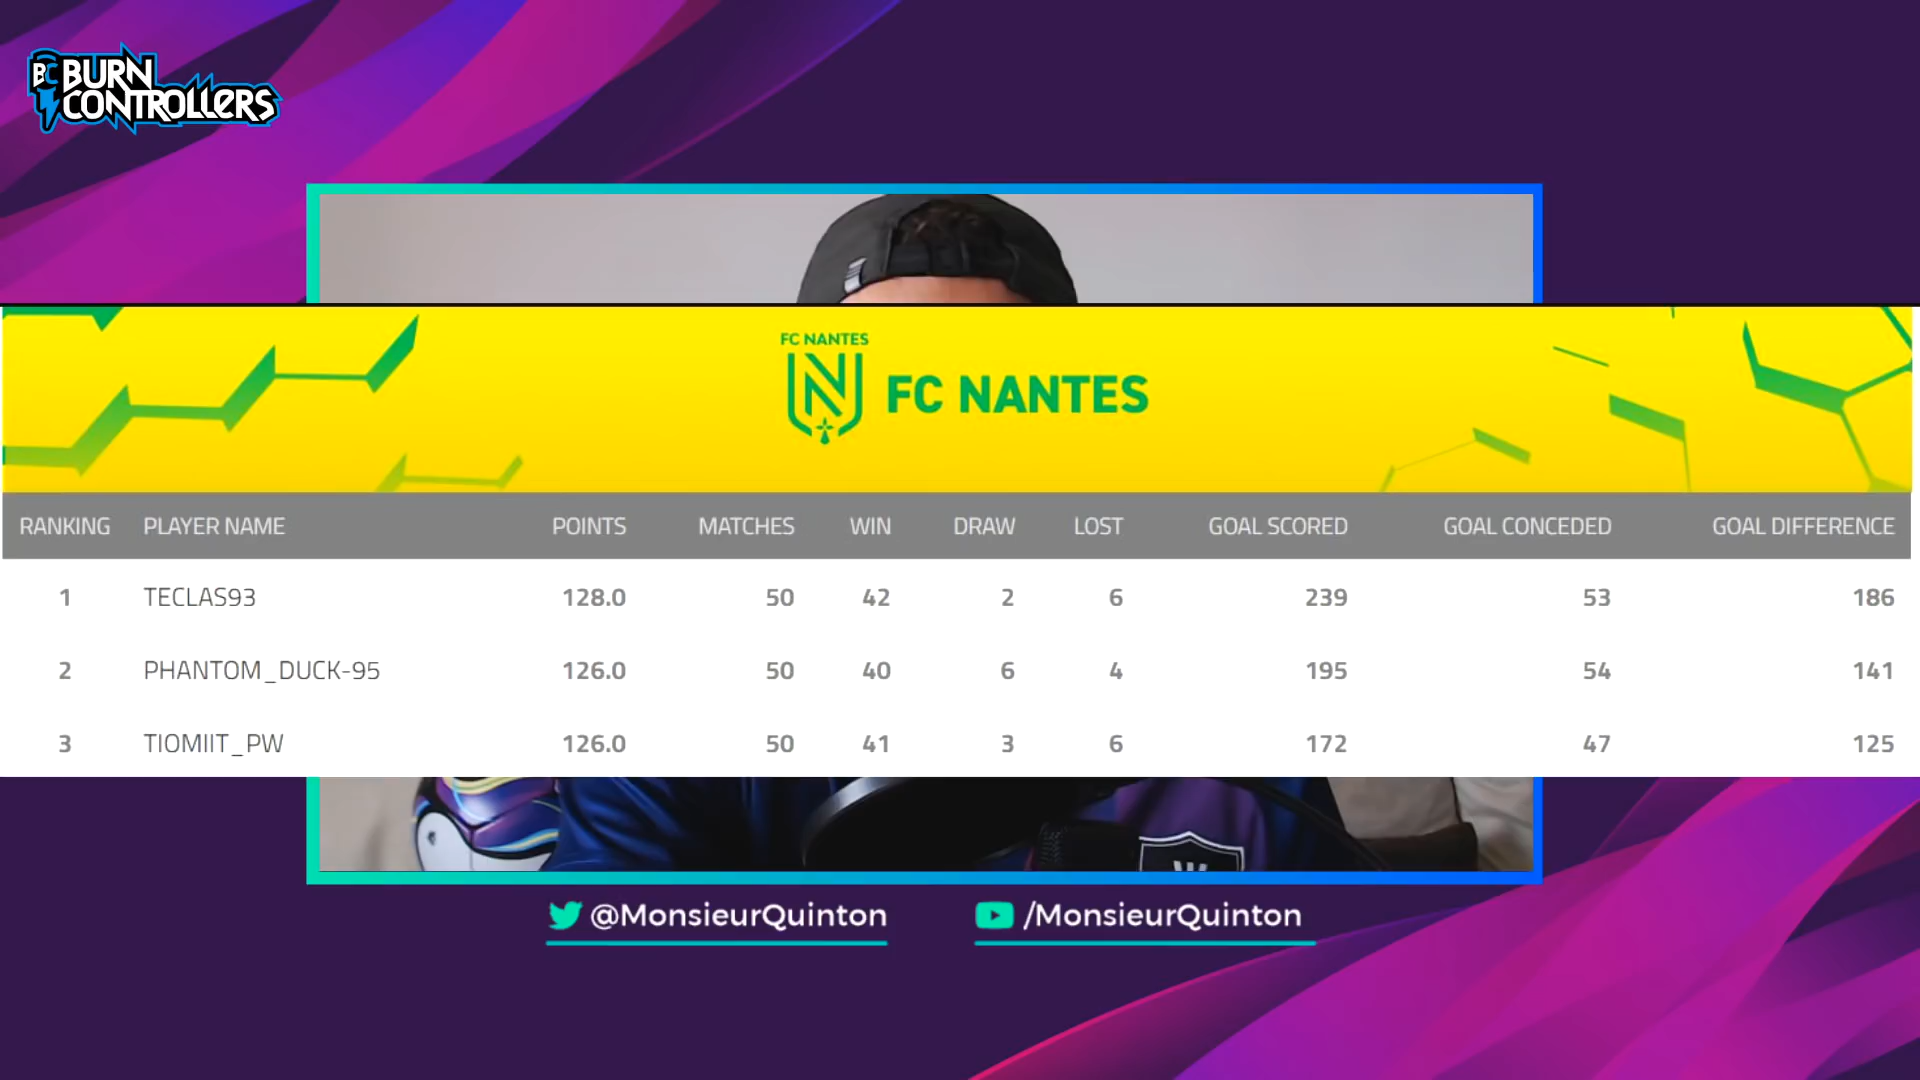 BC BURN
CONTROLLERS
FC NANTES
FC NANTES
RANKING PLAYER NAME POINTS MATCHES WIN DRAW LOST GOAL SCORED GOAL CONCEDED GOAL DIFFERENCE
1 TECLAS93 128.0 50 42 2 6 239 53 186
2 PHANTOM_DUCK-95 126.0 50 40 6 4 195 54 141
3 TIOMIIT_PW 126.0 50 41 3 6 172 47 125
@MonsieurQuinton /MonsieurQuinton